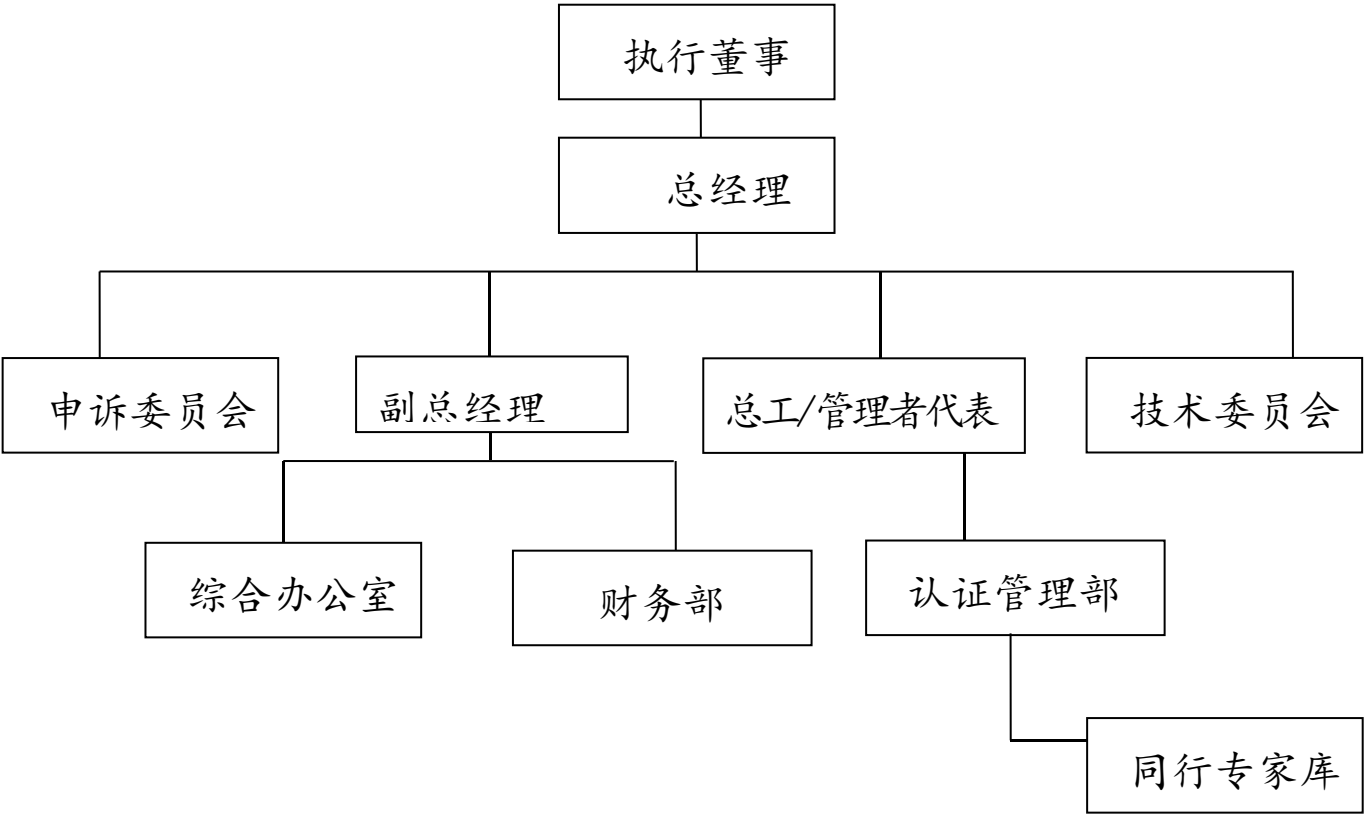 执行董事
总经理
申诉委员会
副总经理
总工/管理者代表
技术委员会
综合办公室
财务部
认证管理部
同行专家库